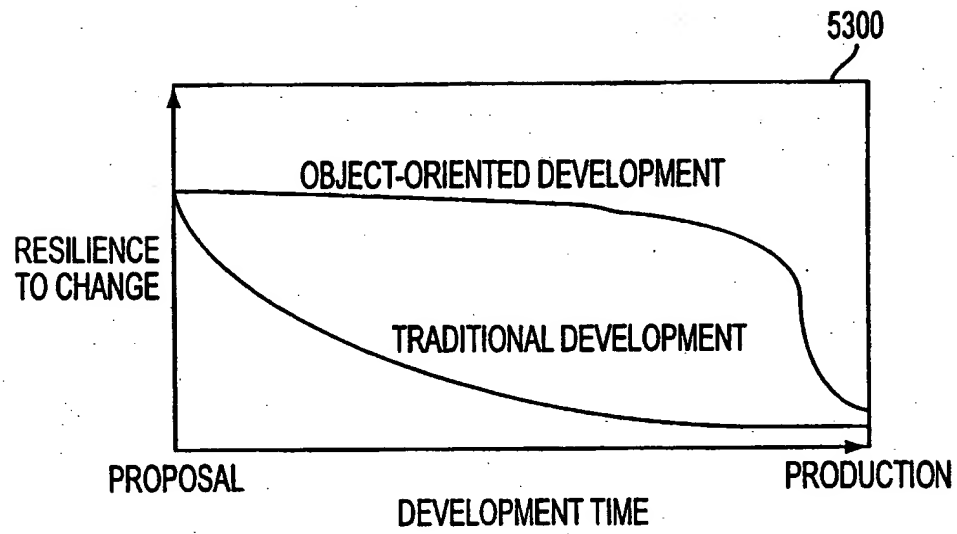 5300
OBJECT-ORIENTED DEVELOPMENT
RESILIENCE
TO CHANGE
TRADITIONAL DEVELOPMENT
PROPOSAL
PRODUCTION
DEVELOPMENT TIME